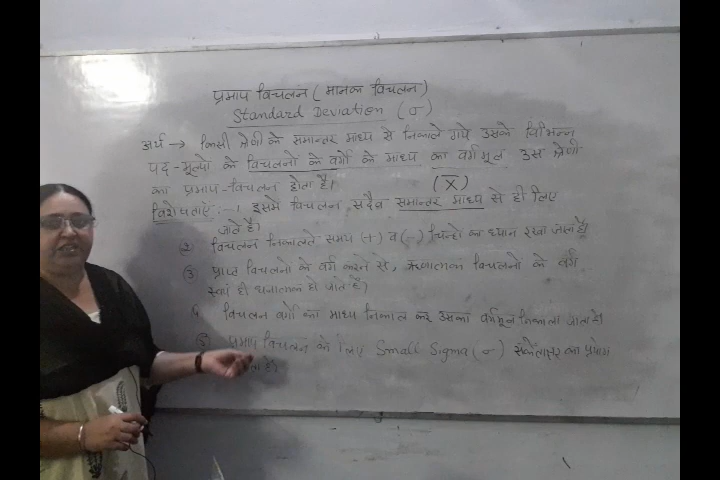 प्रमाप विचलन ( मानक विचलन )
Standard Deviation (σ)
अर्थ → किसी श्रेणी के समान्तर माध्य से निकाले गये उसके विभिन्न
पद-मूल्यो के विचलनों के वर्गो के माध्य का वर्गमूल उस श्रेणी
का प्रमाप-विचलन होता है। (X̅)
विशेषताएं :- 1 इसमे विचलन सदैव समान्तर माध्य से ही लिए
जाते है।
② विचलन निकालते समय (+) व (-) चिन्हो का ध्यान रखा जाता है।
③ प्राप्त विचलनो के वर्ग करने से, ऋणात्मक विचलनो के वर्ग
स्वयं ही धनात्मक हो जाते है।
4. विचलन वर्गो का माध्य निकाल कर उसका वर्गमूल निकाला जाता है।
⑤ प्रमाप विचलन के लिए Small Sigma (σ) संकेताक्षर का प्रयोग